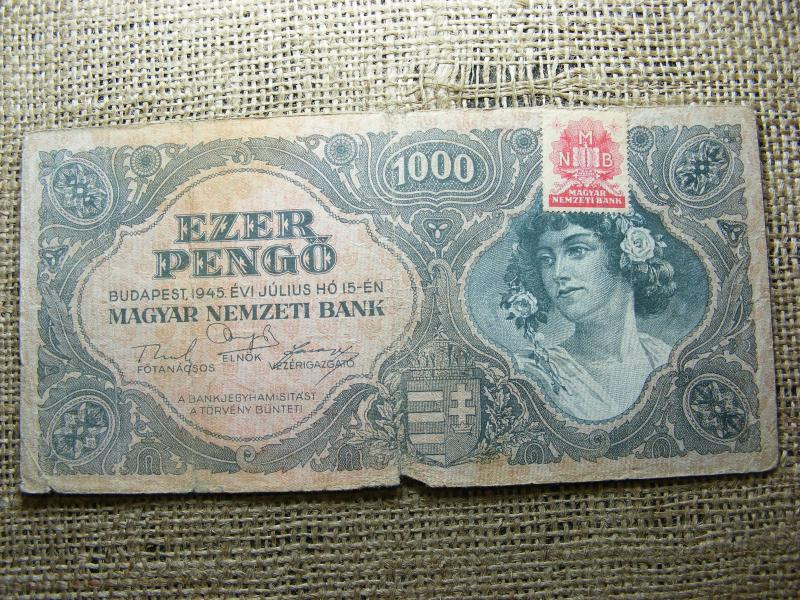 1000
M
N B
MAGYAR
NEMZETI BANK
EZER
PENGŐ
BUDAPEST, 1945. ÉVI JÚLIUS HÓ 15-ÉN
MAGYAR NEMZETI BANK
ELNÖK
FŐTANÁCSOS VEZÉRIGAZGATÓ
A BANKJEGYHAMISITÁST
A TÖRVÉNY BÜNTETI